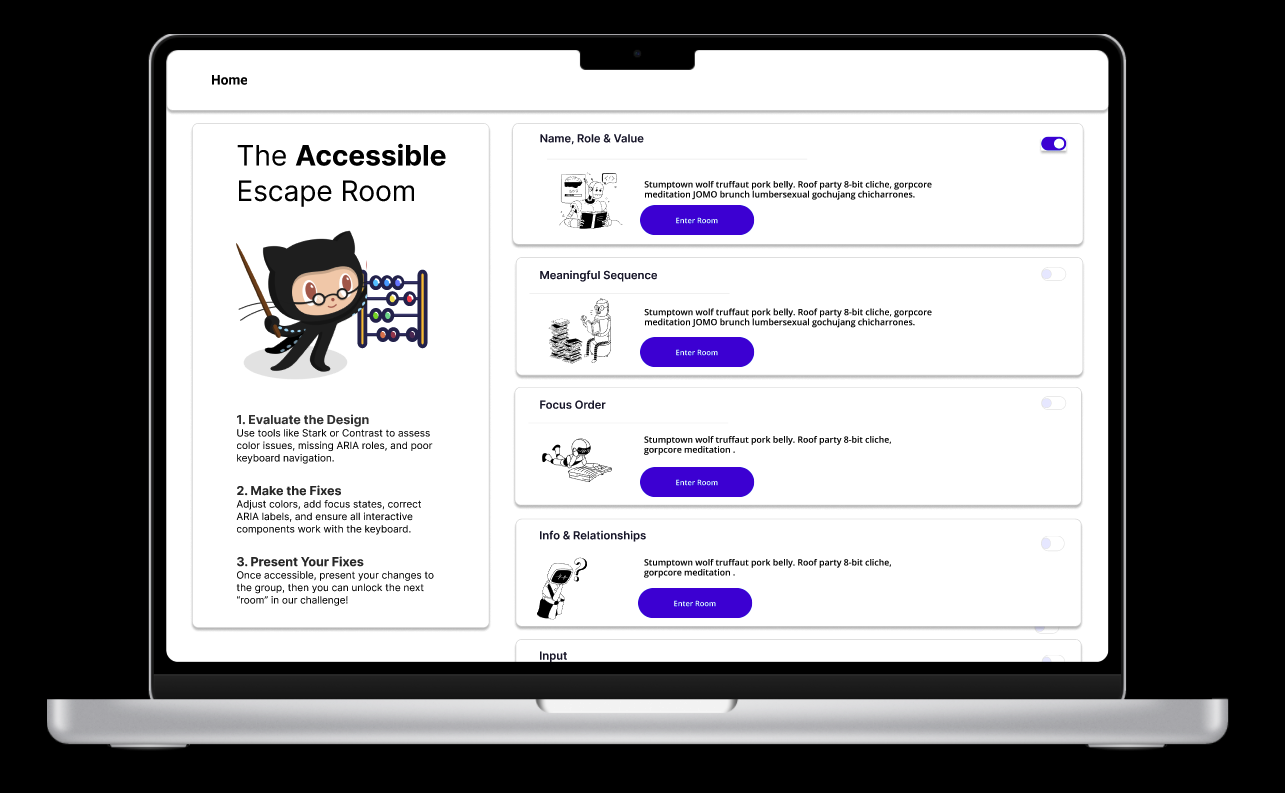 Home
The Accessible
Escape Room
1. Evaluate the Design
Use tools like Stark or Contrast to assess
color issues, missing ARIA roles, and poor
keyboard navigation.
2. Make the Fixes
Adjust colors, add focus states, correct
ARIA labels, and ensure all interactive
components work with the keyboard.
3. Present Your Fixes
Once accessible, present your changes to
the group, then you can unlock the next
“room” in our challenge!
Name, Role & Value
Stumptown wolf truffaut pork belly. Roof party 8-bit cliche, gorpcore
meditation JOMO brunch lumbersexual gochujang chicharrones.
Enter Room
Meaningful Sequence
Stumptown wolf truffaut pork belly. Roof party 8-bit cliche, gorpcore
meditation JOMO brunch lumbersexual gochujang chicharrones.
Enter Room
Focus Order
Stumptown wolf truffaut pork belly. Roof party 8-bit cliche,
gorpcore meditation .
Enter Room
Info & Relationships
Stumptown wolf truffaut pork belly. Roof party 8-bit cliche,
gorpcore meditation .
Enter Room
Input